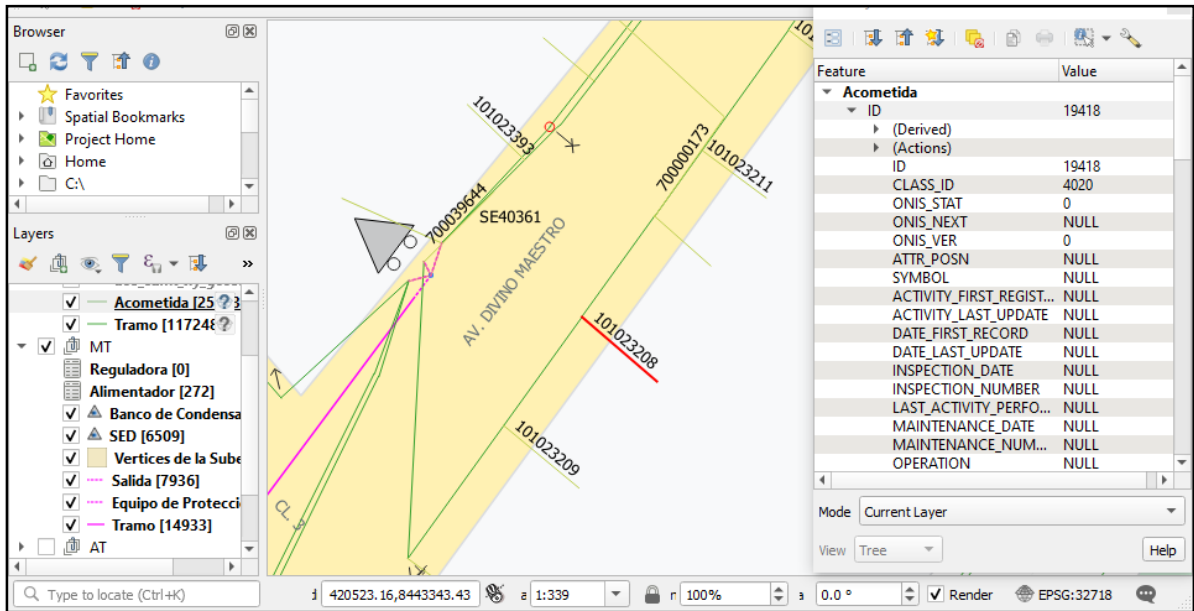 Browser
Favorites
Spatial Bookmarks
Project Home
Home
C:\
Layers
»
Acometida [25
Tramo [117248
MT
Reguladora [0]
Alimentador [272]
Banco de Condensa
SED [6509]
Vertices de la Sube
Salida [7936]
Equipo de Protecci
Tramo [14933]
AT
101023393
700039644
SE40361
AV. DIVINO MAESTRO
700000173
101023211
101023208
101023209
CL. 3
Feature Value
Acometida
ID 19418
(Derived)
(Actions)
ID 19418
CLASS_ID 4020
ONIS_STAT 0
ONIS_NEXT NULL
ONIS_VER 0
ATTR_POSN NULL
SYMBOL NULL
ACTIVITY_FIRST_REGIST... NULL
ACTIVITY_LAST_UPDATE NULL
DATE_FIRST_RECORD NULL
DATE_LAST_UPDATE NULL
INSPECTION_DATE NULL
INSPECTION_NUMBER NULL
LAST_ACTIVITY_PERFO... NULL
MAINTENANCE_DATE NULL
MAINTENANCE_NUM... NULL
OPERATION NULL
Mode Current Layer
View Tree Help
Type to locate (Ctrl+K) 420523.16,8443343.43 1:339 100% 0.0 ° Render EPSG:32718